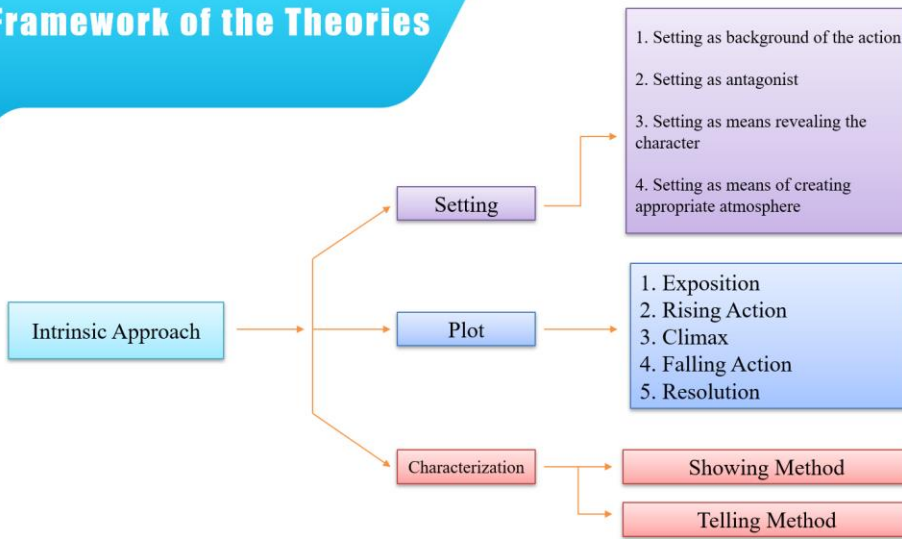 Framework of the Theories
1. Setting as background of the action
2. Setting as antagonist
3. Setting as means revealing the
character
4. Setting as means of creating
appropriate atmosphere
Setting
1. Exposition
2. Rising Action
3. Climax
4. Falling Action
5. Resolution
Intrinsic Approach
Plot
Characterization
Showing Method
Telling Method